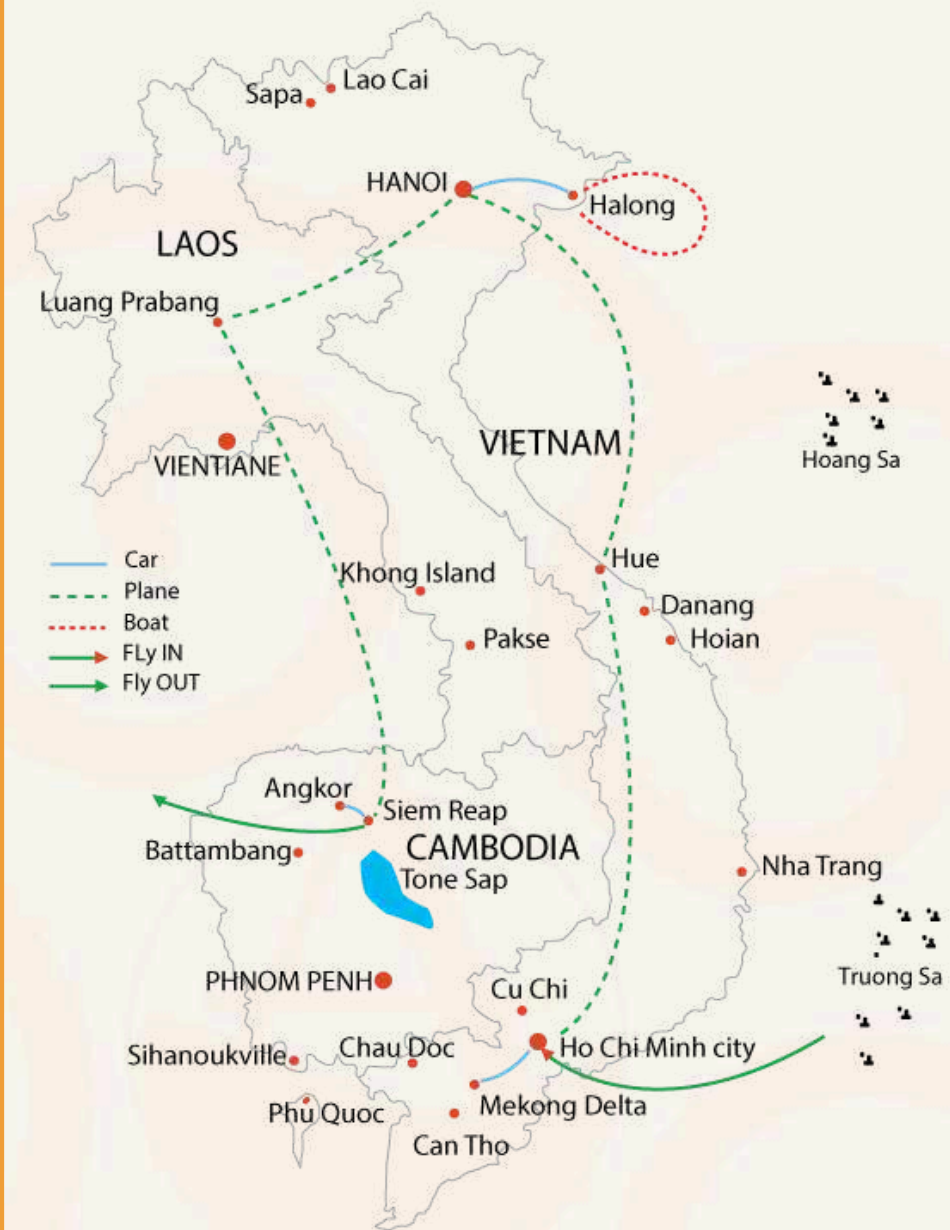 Lao Cai
Sapa
HANOI
Halong
LAOS
Luang Prabang
VIETNAM
VIENTIANE
Hoang Sa
Car
Plane
Boat
FLy IN
Fly OUT
Hue
Khong Island
Danang
Pakse
Hoian
Angkor
Siem Reap
Battambang
CAMBODIA
Tone Sap
Nha Trang
PHNOM PENH
Cu Chi
Truong Sa
Sihanoukville
Chau Doc
Ho Chi Minh city
Phu Quoc
Mekong Delta
Can Tho